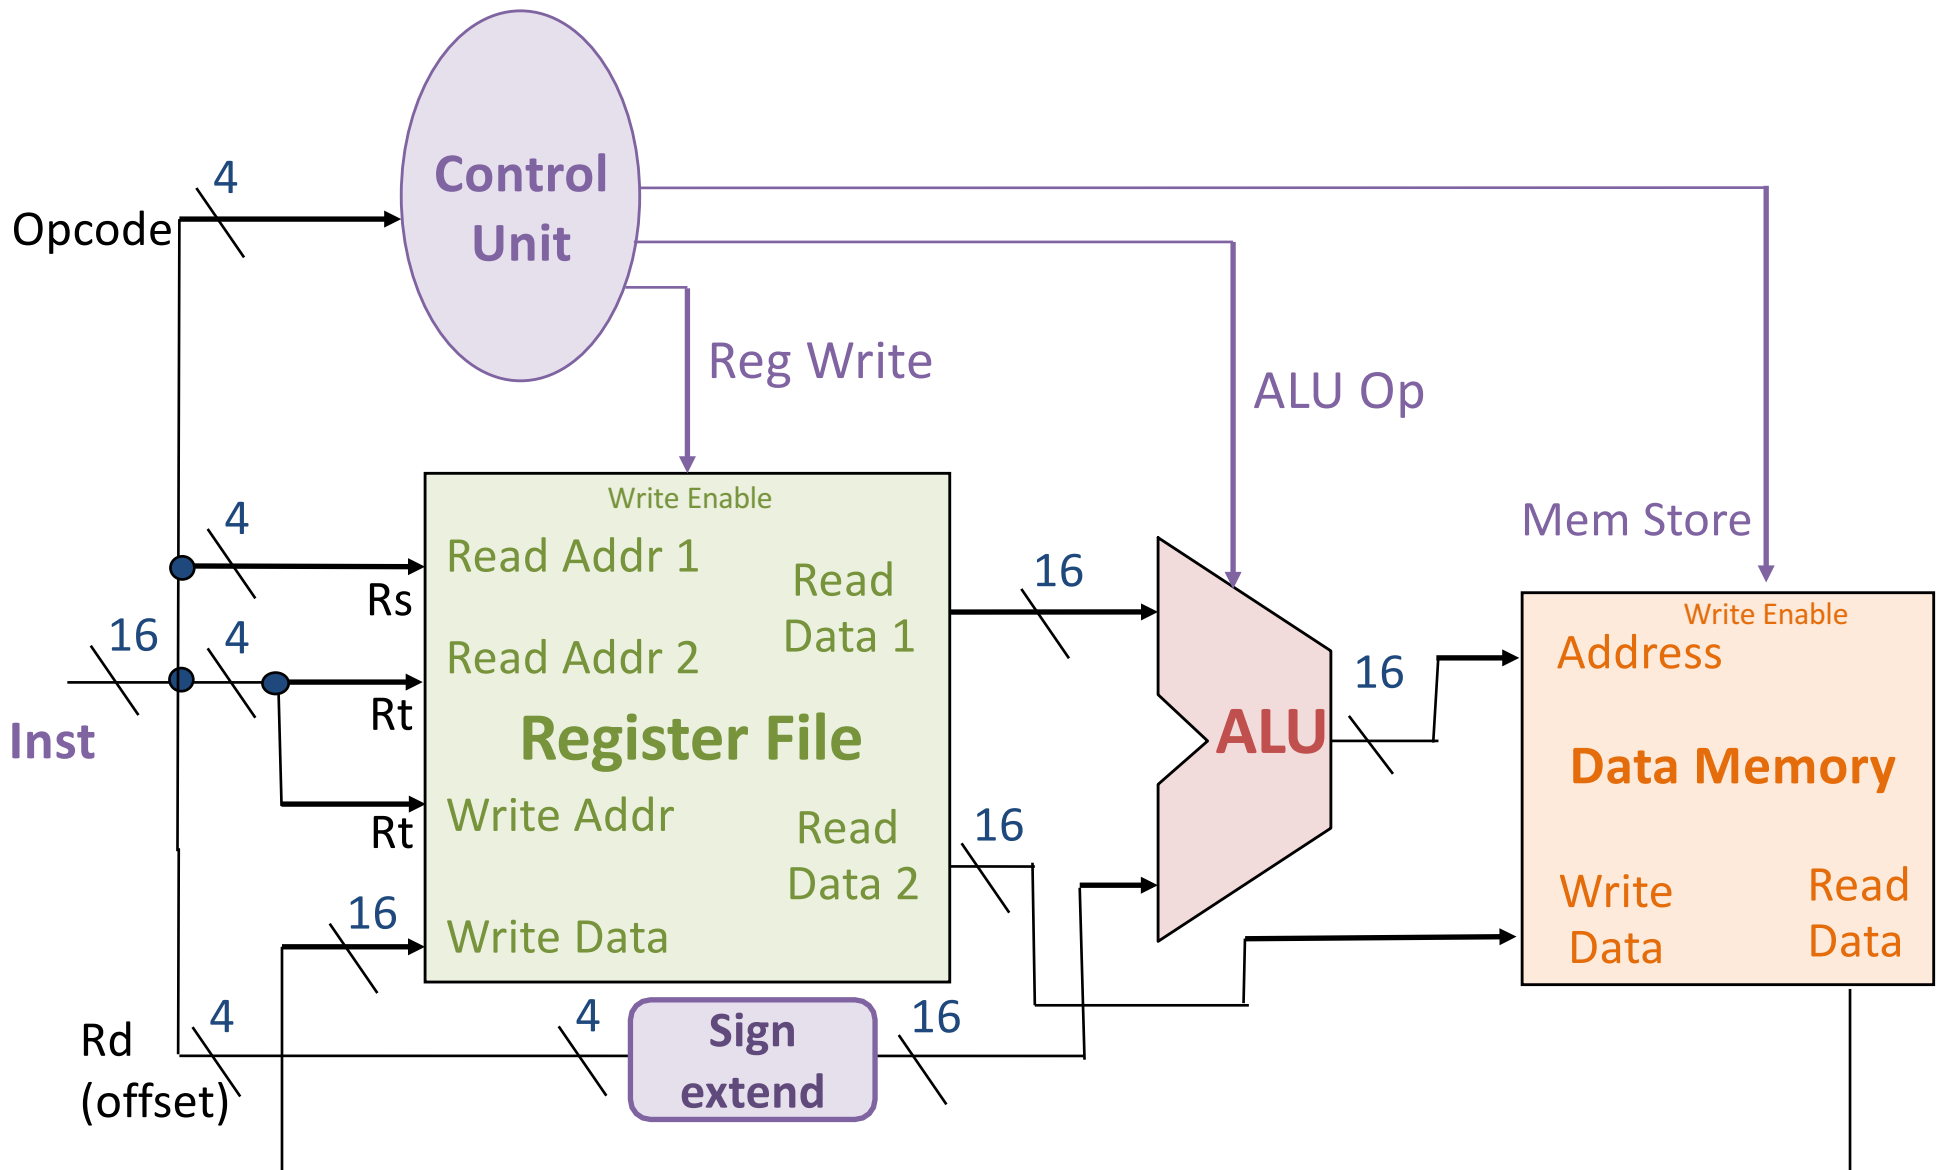 Control
Unit
4
Opcode
Reg Write
ALU Op
Mem Store
Write Enable
4
Read Addr 1
Rs
Read
Data 1
16
Write Enable
Address
16
4
Read Addr 2
Rt
16
Inst
Register File
ALU
Data Memory
Write Addr
Rt
Read
Data 2
16
Write
Data
Read
Data
16
Write Data
Rd
(offset)
4
4
Sign
extend
16